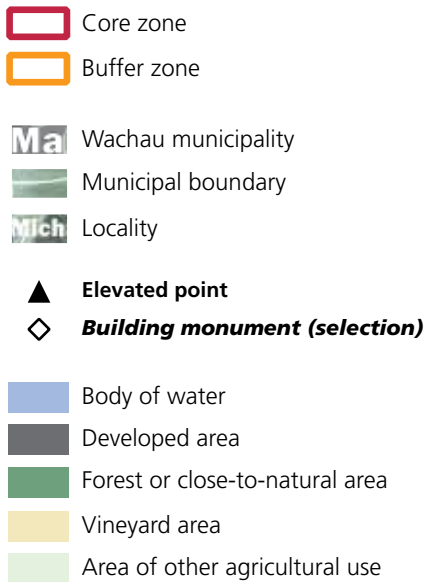 Core zone
Buffer zone
Ma Wachau municipality
Municipal boundary
Mich Locality
Elevated point
Building monument (selection)
Body of water
Developed area
Forest or close-to-natural area
Vineyard area
Area of other agricultural use